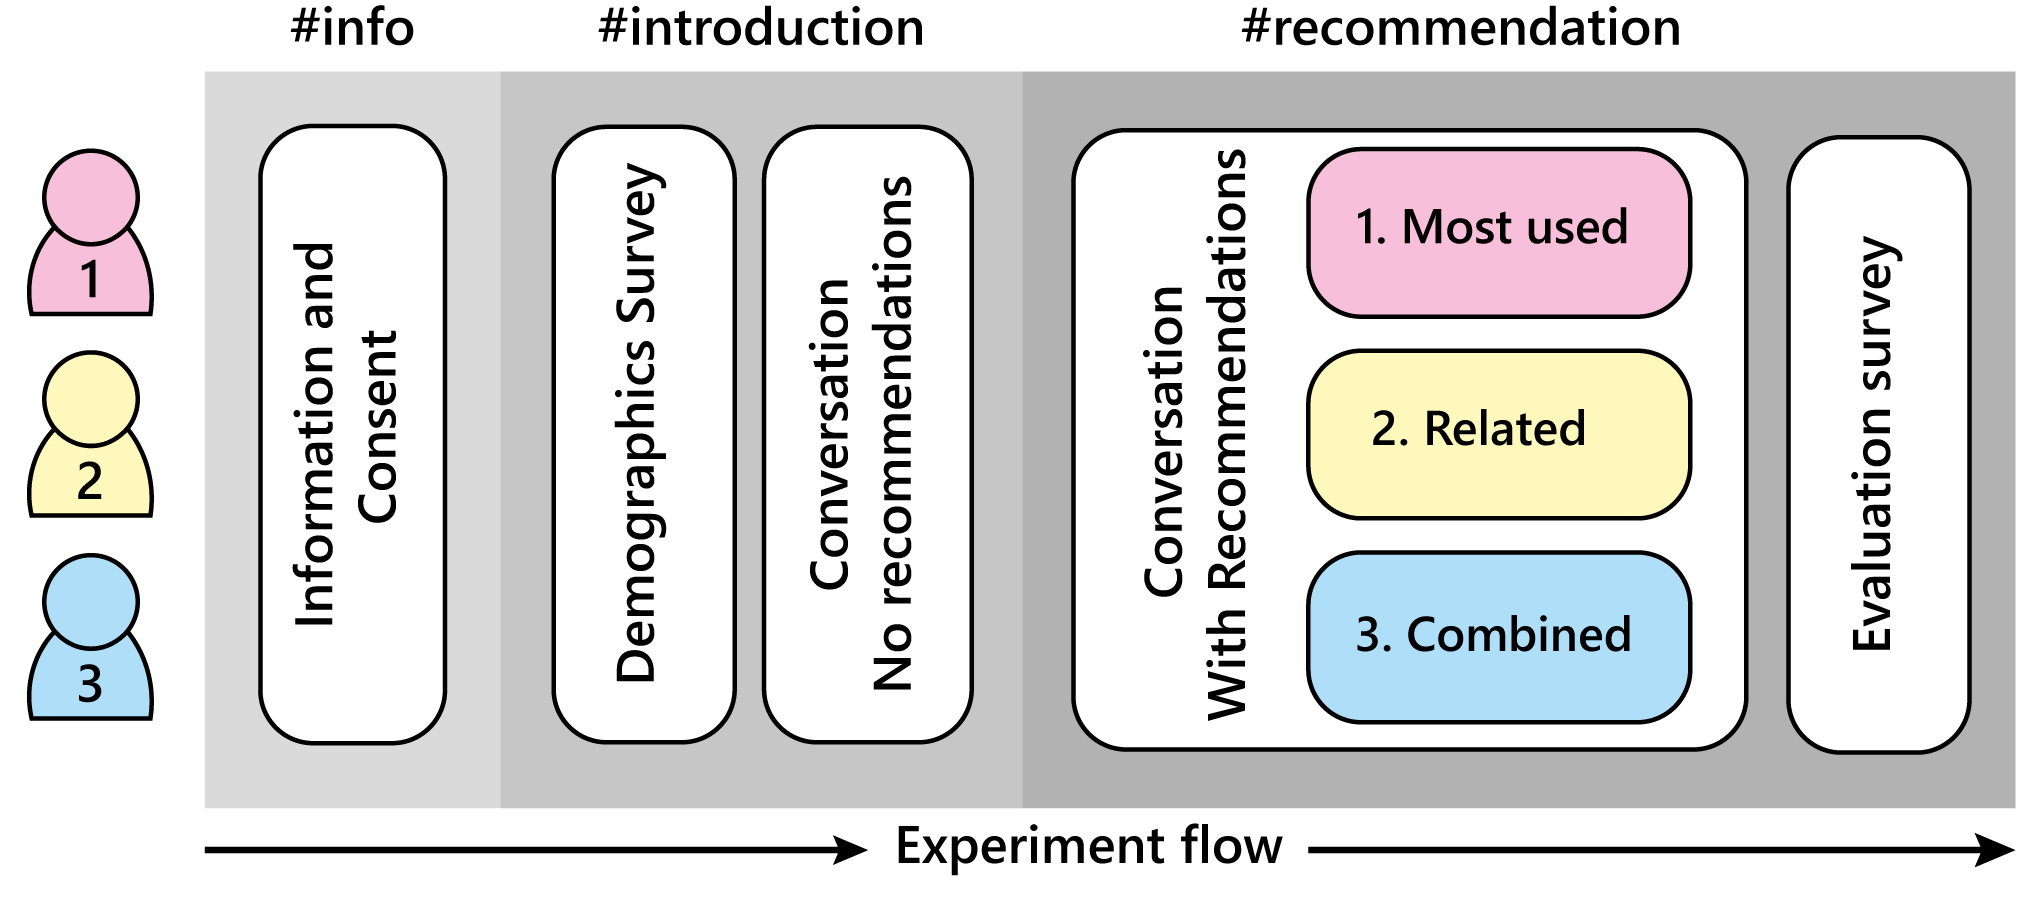 #info
#introduction
#recommendation
1
2
3
Information and
Consent
Demographics Survey
Conversation
No recommendations
Conversation
With Recommendations
1. Most used
2. Related
3. Combined
Evaluation survey
Experiment flow